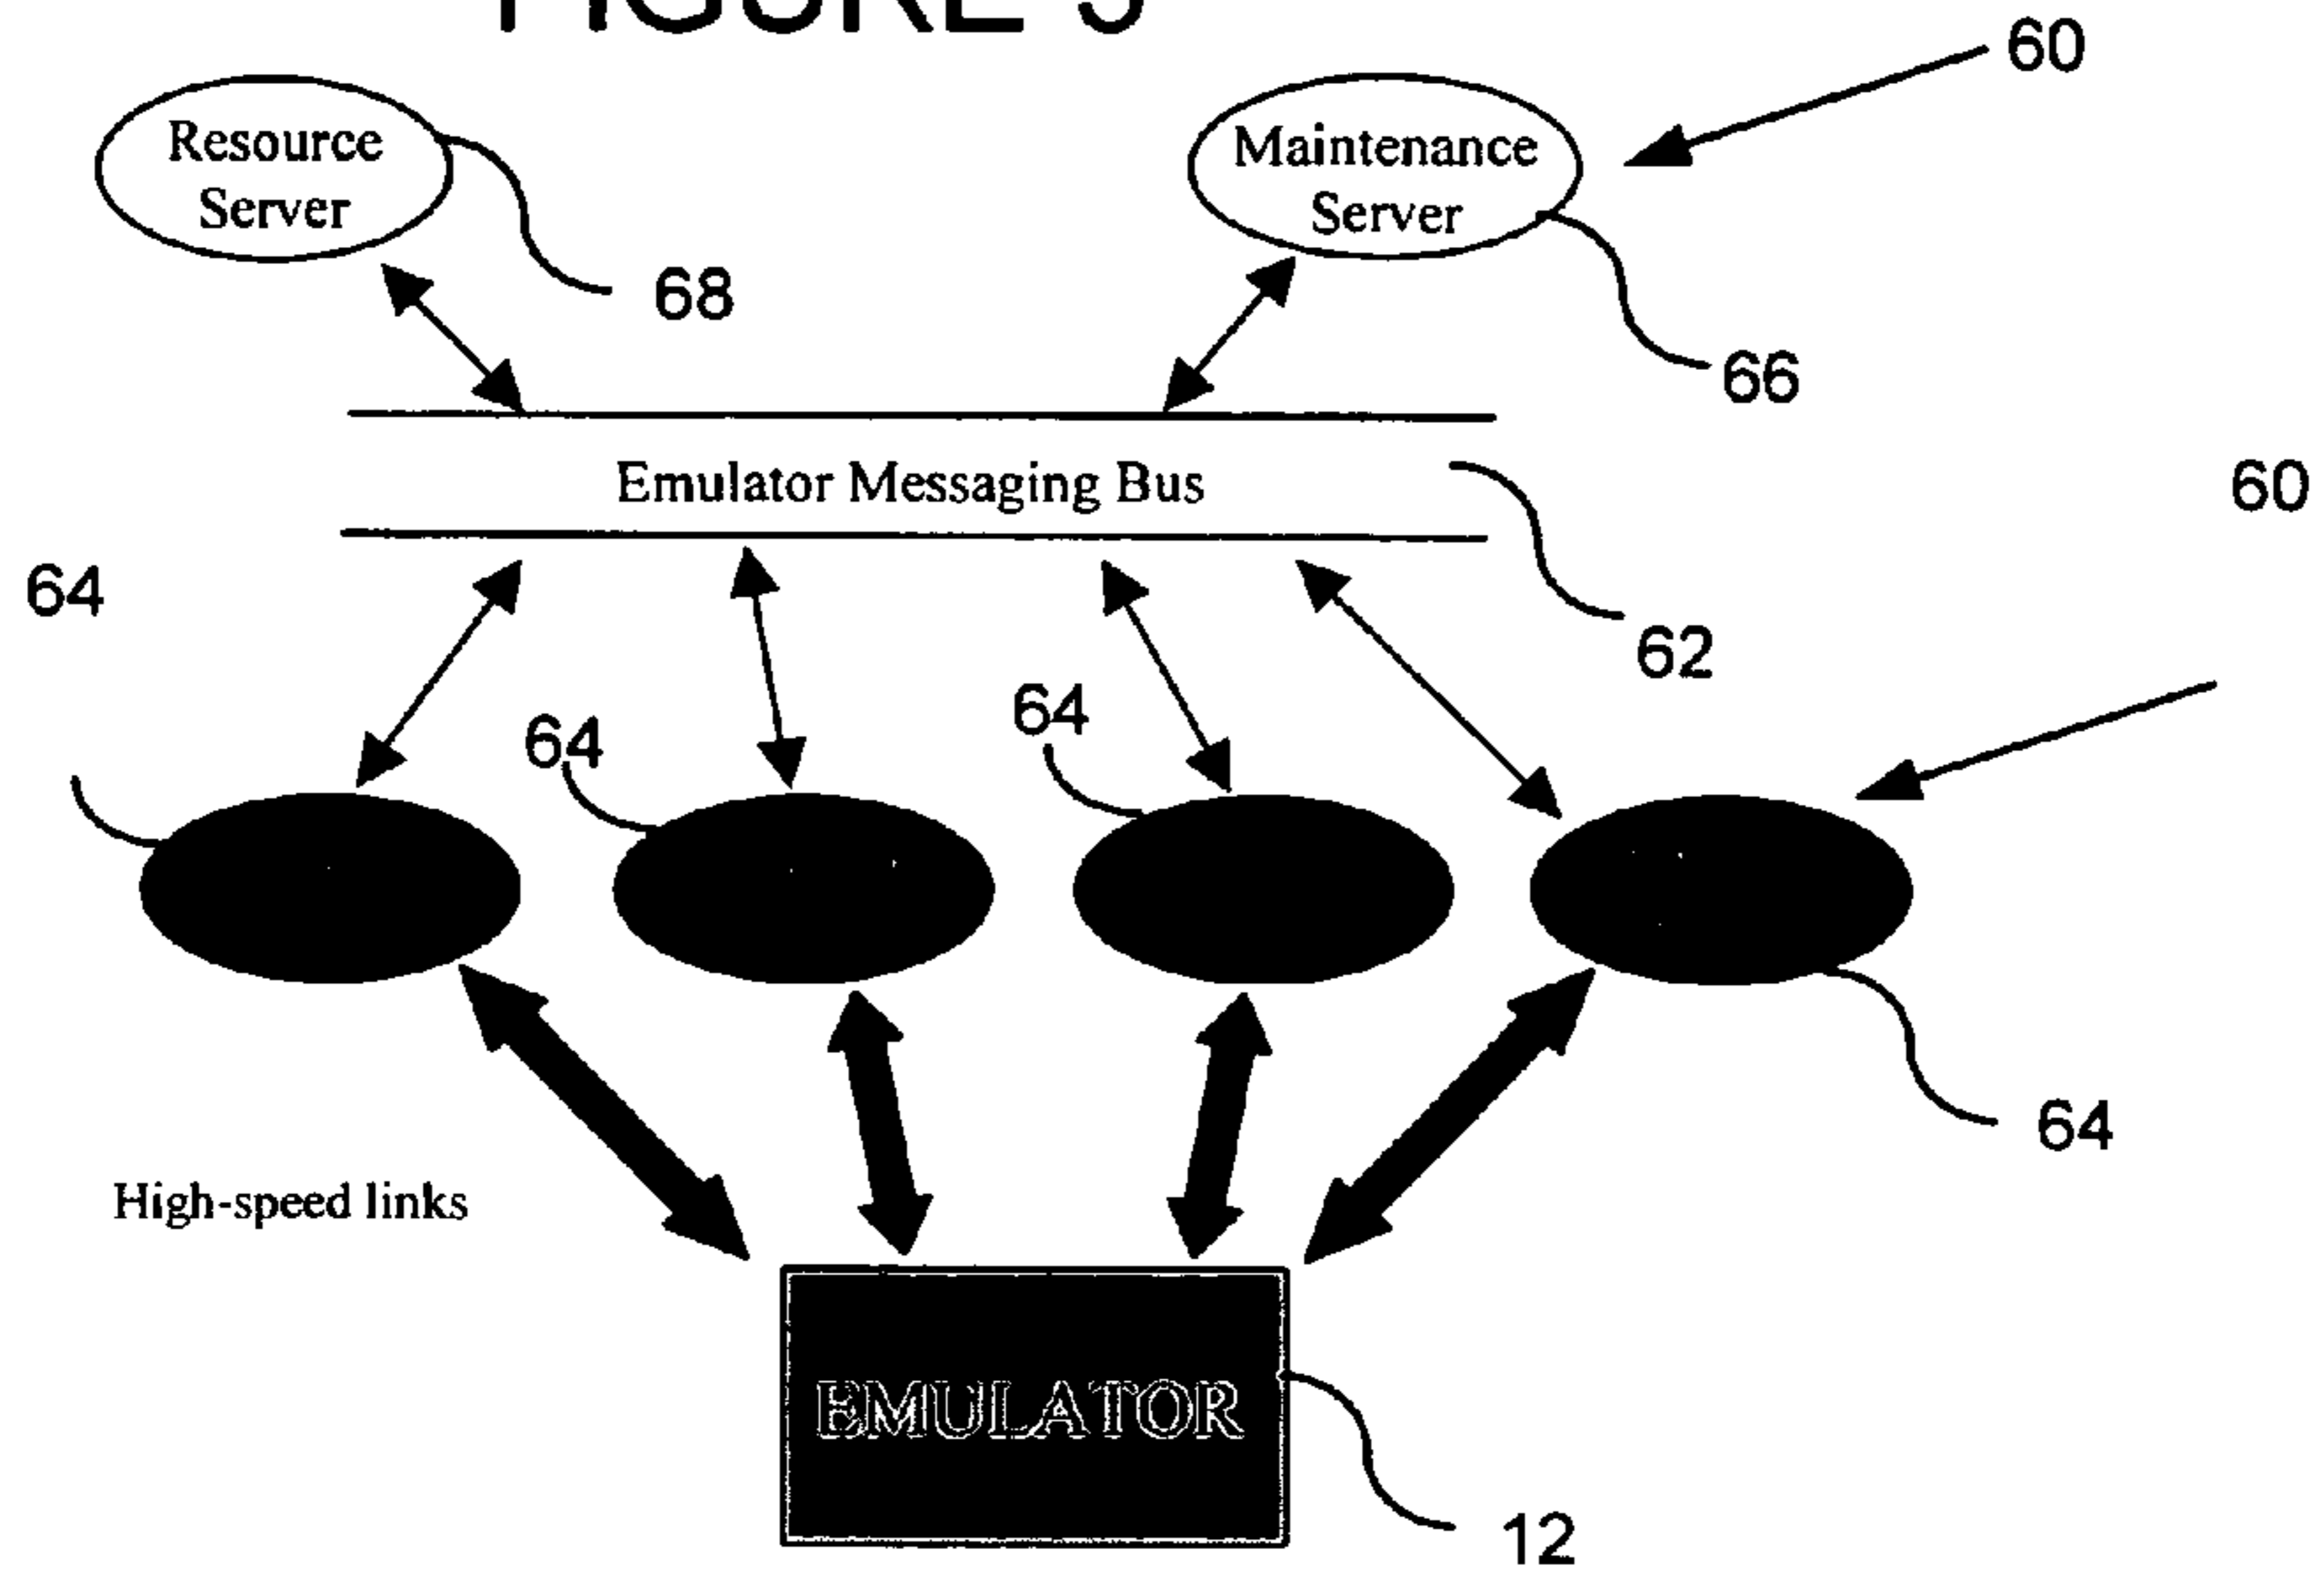 60
Resource
Server
Maintenance
Server
68
66
Emulator Messaging Bus
60
64
62
64
64
64
High-speed links
EMULATOR
12